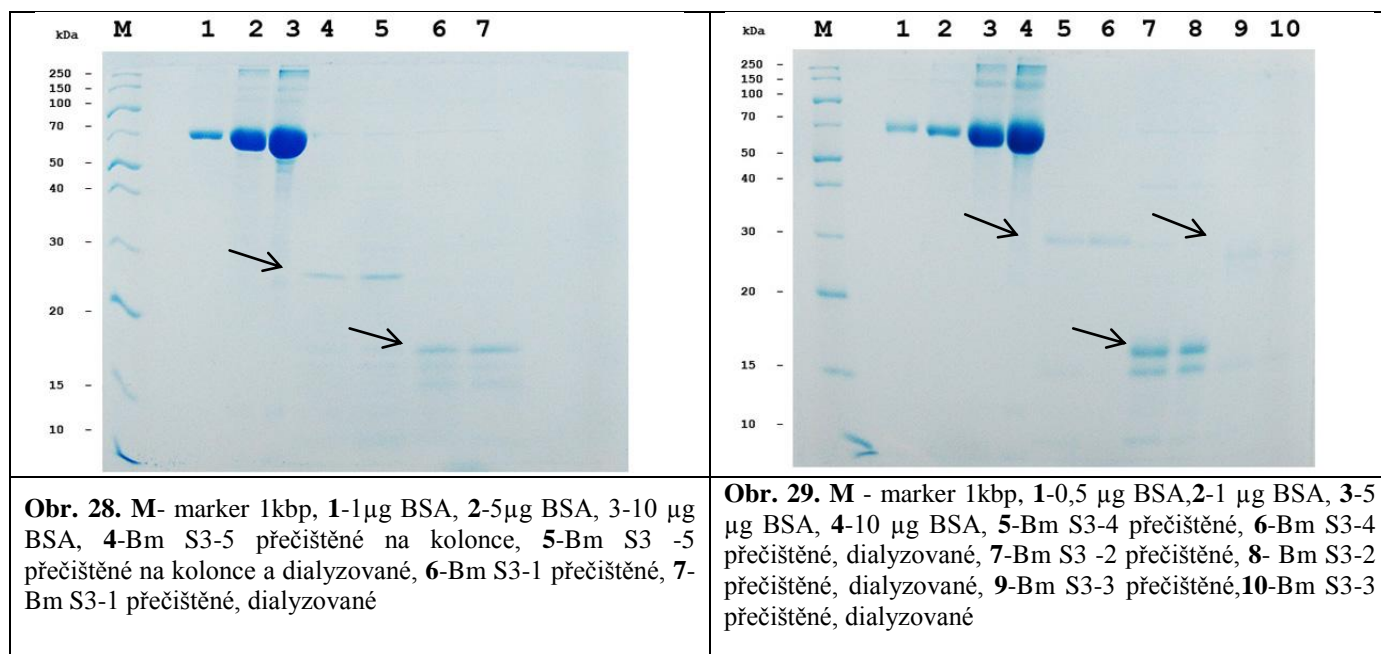 kDa M 1 2 3 4 5 6 7
250 -
150 -
100 -
70 -
50 -
40 -
30 -
20 -
15 -
10 -
Obr. 28. M- marker 1kbp, 1-1µg BSA, 2-5µg BSA, 3-10 µg
BSA, 4-Bm S3-5 přečištěné na kolonce, 5-Bm S3 -5
přečištěné na kolonce a dialyzované, 6-Bm S3-1 přečištěné, 7-
Bm S3-1 přečištěné, dialyzované
kDa M 1 2 3 4 5 6 7 8 9 10
250 -
150 -
100 -
70 -
50 -
40 -
30 -
20 -
15 -
10 -
Obr. 29. M - marker 1kbp, 1-0,5 µg BSA,2-1 µg BSA, 3-5
µg BSA, 4-10 µg BSA, 5-Bm S3-4 přečištěné, 6-Bm S3-4
přečištěné, dialyzované, 7-Bm S3 -2 přečištěné, 8- Bm S3-2
přečištěné, dialyzované, 9-Bm S3-3 přečištěné,10-Bm S3-3
přečištěné, dialyzované